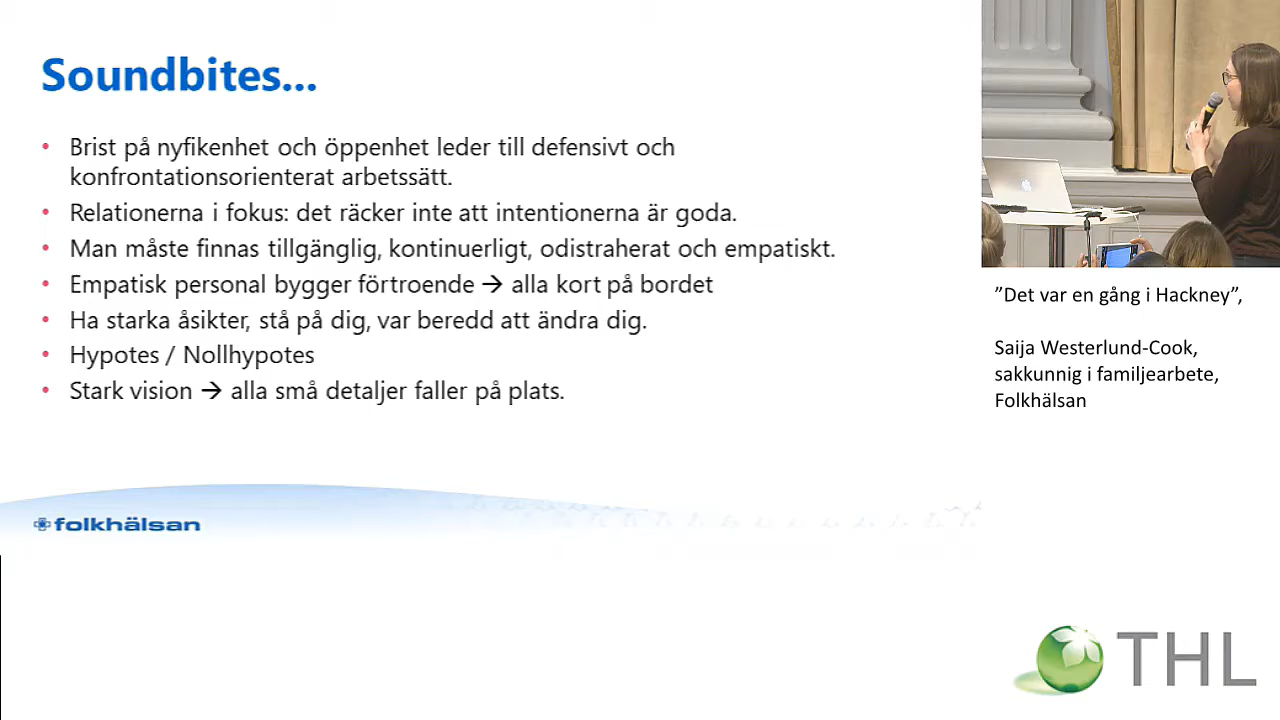 Soundbites...
• Brist på nyfikenhet och öppenhet leder till defensivt och
konfrontationsorienterat arbetssätt.
• Relationerna i fokus: det räcker inte att intentionerna är goda.
• Man måste finnas tillgänglig, kontinuerligt, odistraherat och empatiskt.
• Empatisk personal bygger förtroende → alla kort på bordet
• Ha starka åsikter, stå på dig, var beredd att ändra dig.
• Hypotes / Nollhypotes
• Stark vision → alla små detaljer faller på plats.
folkhälsan
”Det var en gång i Hackney”,
Saija Westerlund-Cook,
sakkunnig i familjearbete,
Folkhälsan
THL